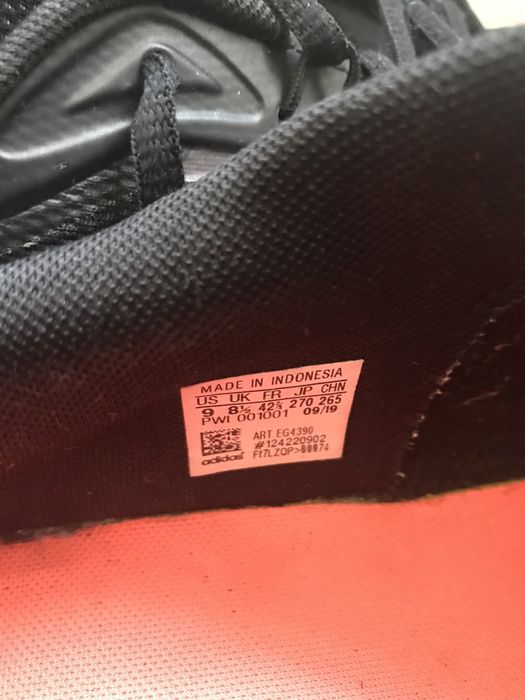 MADE IN INDONESIA
US UK FR JP CHN
9 8½ 42⅔ 270 265
PWI 001001 09/19
ART EG4390
#124220902
adidas